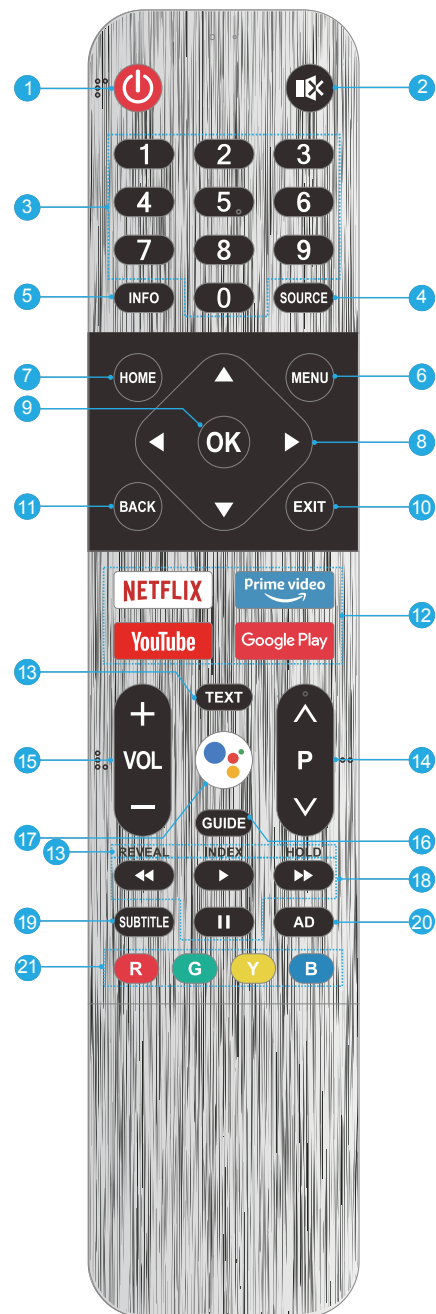 1
2
1 2 3
3
4 5 6
7 8 9
5
INFO
0
SOURCE
4
7
HOME
MENU
6
9
OK
8
11
BACK
EXIT
10
NETFLIX
prime video
12
YouTube
Google Play
13
TEXT
+
15
VOL
P
14
−
17
GUIDE
16
13
REVEAL INDEX HOLD
18
19
SUBTITLE
AD
20
21
R G Y B